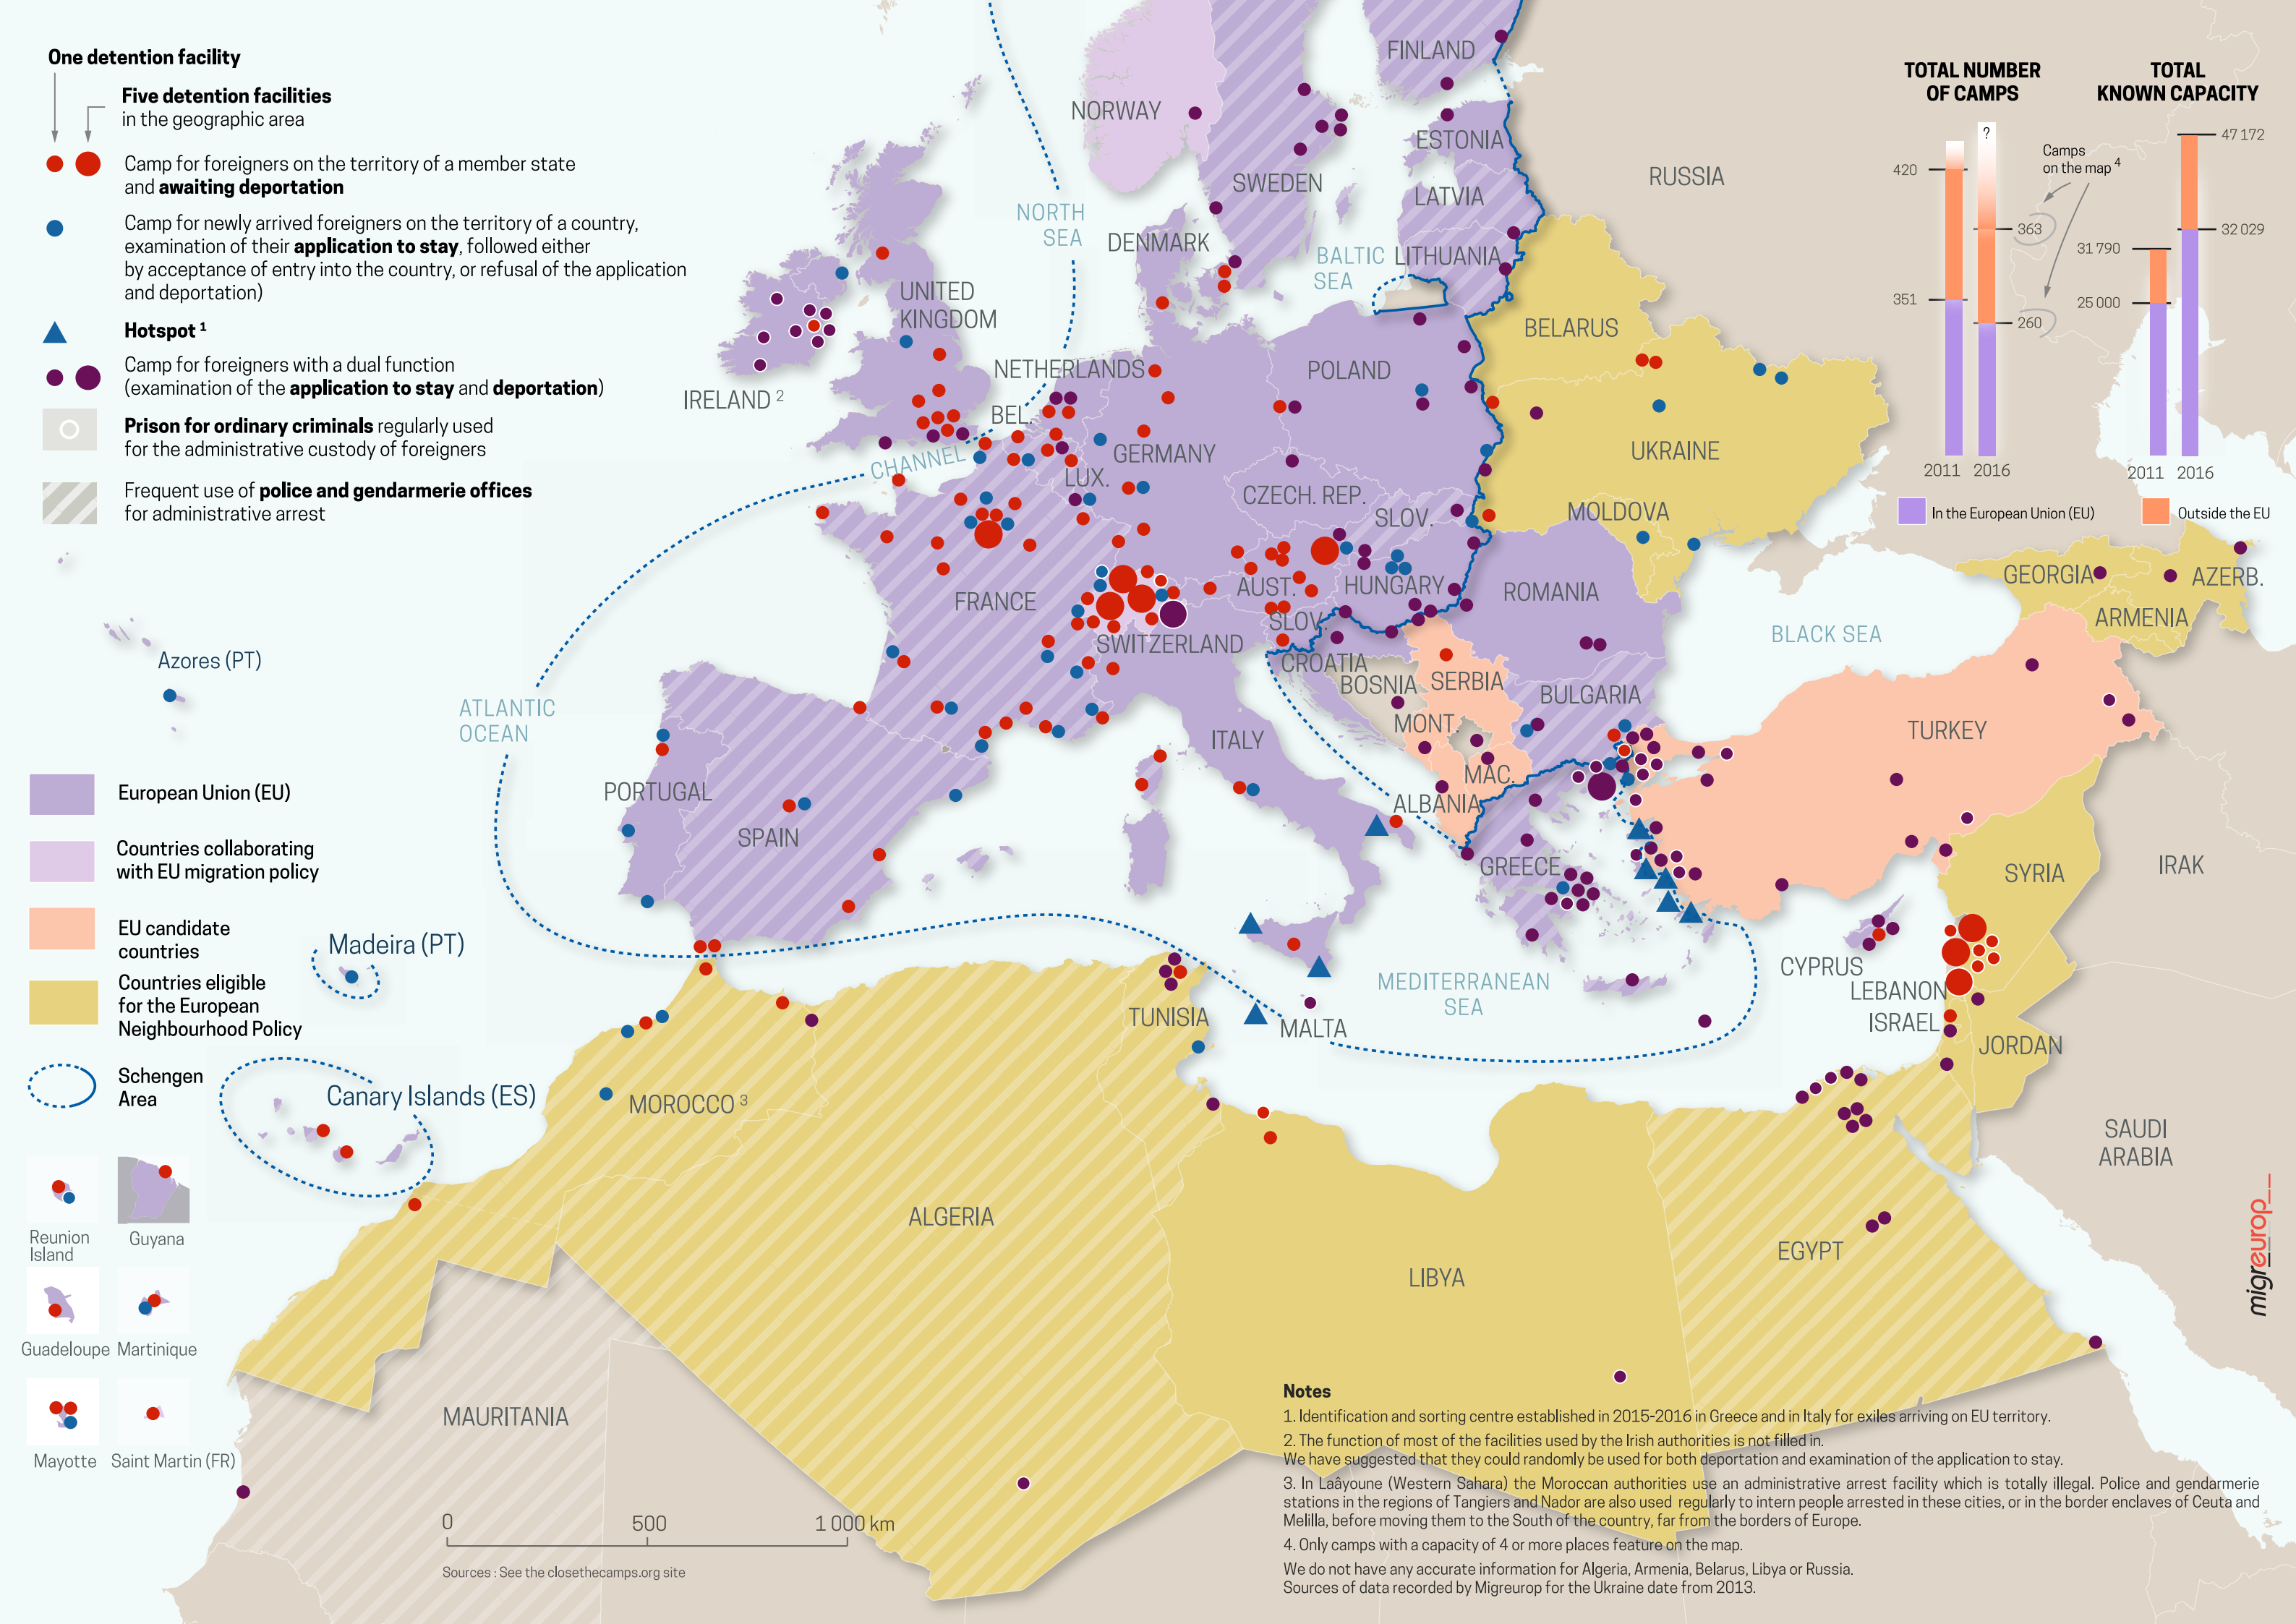 One detention facility
Five detention facilities
in the geographic area
Camp for foreigners on the territory of a member state
and awaiting deportation
Camp for newly arrived foreigners on the territory of a country,
examination of their application to stay, followed either
by acceptance of entry into the country, or refusal of the application
and deportation)
Hotspot 1
Camp for foreigners with a dual function
(examination of the application to stay and deportation)
Prison for ordinary criminals regularly used
for the administrative custody of foreigners
Frequent use of police and gendarmerie offices
for administrative arrest
TOTAL NUMBER
OF CAMPS
TOTAL
KNOWN CAPACITY
?
47 172
Camps
on the map 4
420
363
32 029
31 790
351
25 000
260
2011 2016
2011 2016
In the European Union (EU)
Outside the EU
FINLAND
NORWAY
ESTONIA
SWEDEN
LATVIA
RUSSIA
NORTH
SEA
DENMARK
BALTIC
SEA
LITHUANIA
UNITED
KINGDOM
BELARUS
NETHERLANDS
POLAND
IRELAND 2
BEL.
GERMANY
UKRAINE
CHANNEL
LUX.
CZECH. REP.
SLOV.
MOLDOVA
GEORGIA
AZERB.
ARMENIA
AUST.
HUNGARY
ROMANIA
FRANCE
SLOV.
SWITZERLAND
BLACK SEA
CROATIA
BOSNIA
SERBIA
BULGARIA
ATLANTIC
OCEAN
MONT.
ITALY
TURKEY
MAC.
PORTUGAL
ALBANIA
SPAIN
GREECE
SYRIA
IRAK
CYPRUS
MEDITERRANEAN
SEA
LEBANON
ISRAEL
TUNISIA
MALTA
JORDAN
MOROCCO 3
SAUDI
ARABIA
ALGERIA
LIBYA
EGYPT
MAURITANIA
Azores (PT)
European Union (EU)
Countries collaborating
with EU migration policy
EU candidate
countries
Madeira (PT)
Countries eligible
for the European
Neighbourhood Policy
Schengen
Area
Canary Islands (ES)
Reunion
Island
Guyana
Guadeloupe
Martinique
Mayotte
Saint Martin (FR)
0 500 1 000 km
Sources : See the closethecamps.org site
migreurop
Notes
1. Identification and sorting centre established in 2015-2016 in Greece and in Italy for exiles arriving on EU territory.
2. The function of most of the facilities used by the Irish authorities is not filled in.
We have suggested that they could randomly be used for both deportation and examination of the application to stay.
3. In Laâyoune (Western Sahara) the Moroccan authorities use an administrative arrest facility which is totally illegal. Police and gendarmerie
stations in the regions of Tangiers and Nador are also used regularly to intern people arrested in these cities, or in the border enclaves of Ceuta and
Melilla, before moving them to the South of the country, far from the borders of Europe.
4. Only camps with a capacity of 4 or more places feature on the map.
We do not have any accurate information for Algeria, Armenia, Belarus, Libya or Russia.
Sources of data recorded by Migreurop for the Ukraine date from 2013.